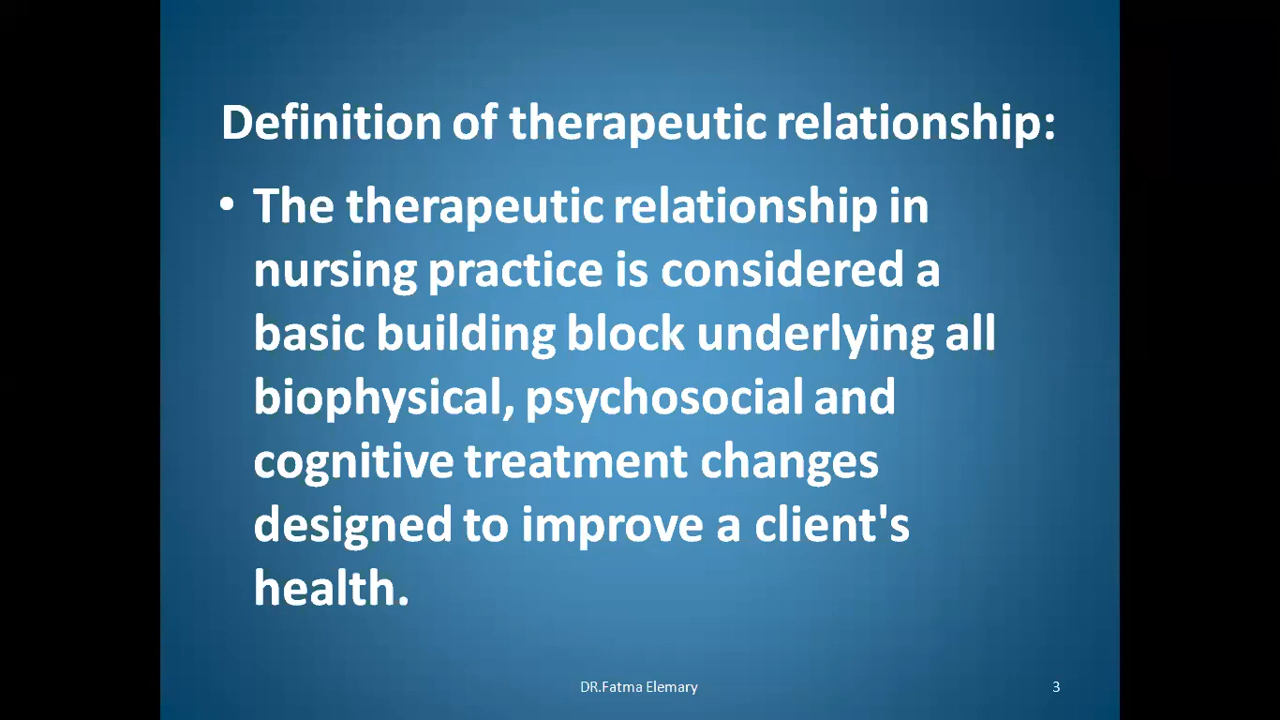 Definition of therapeutic relationship:
• The therapeutic relationship in
nursing practice is considered a
basic building block underlying all
biophysical, psychosocial and
cognitive treatment changes
designed to improve a client's
health.
DR.Fatma Elemary
3